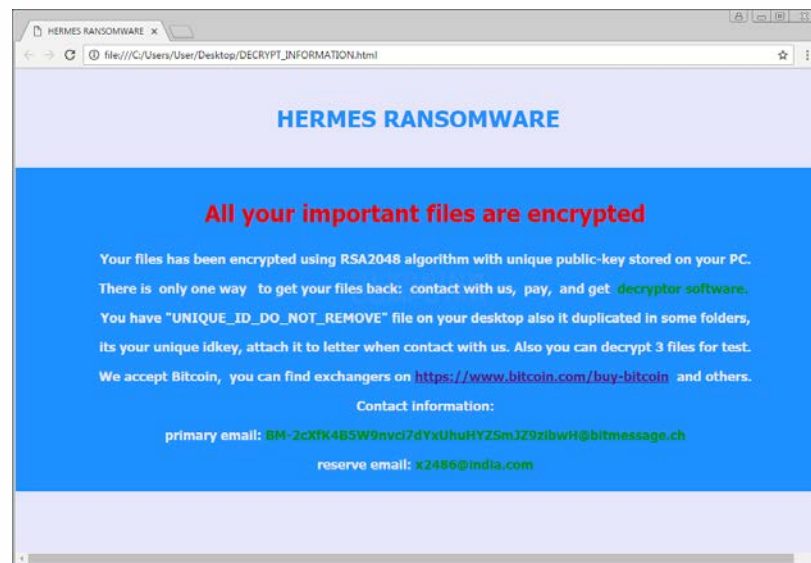 HERMES RANSOMWARE
file:///C:/Users/User/Desktop/DECRYPT_INFORMATION.html
HERMES RANSOMWARE
All your important files are encrypted
Your files has been encrypted using RSA2048 algorithm with unique public-key stored on your PC.
There is only one way to get your files back: contact with us, pay, and get decryptor software.
You have "UNIQUE_ID_DO_NOT_REMOVE" file on your desktop also it duplicated in some folders,
its your unique idkey, attach it to letter when contact with us. Also you can decrypt 3 files for test.
We accept Bitcoin, you can find exchangers on https://www.bitcoin.com/buy-bitcoin and others.
Contact information:
primary email: BM-2cXfK4B5W9nvci7dYxUhuHYZSmJZ9zibwH@bitmessage.ch
reserve email: x2486@india.com